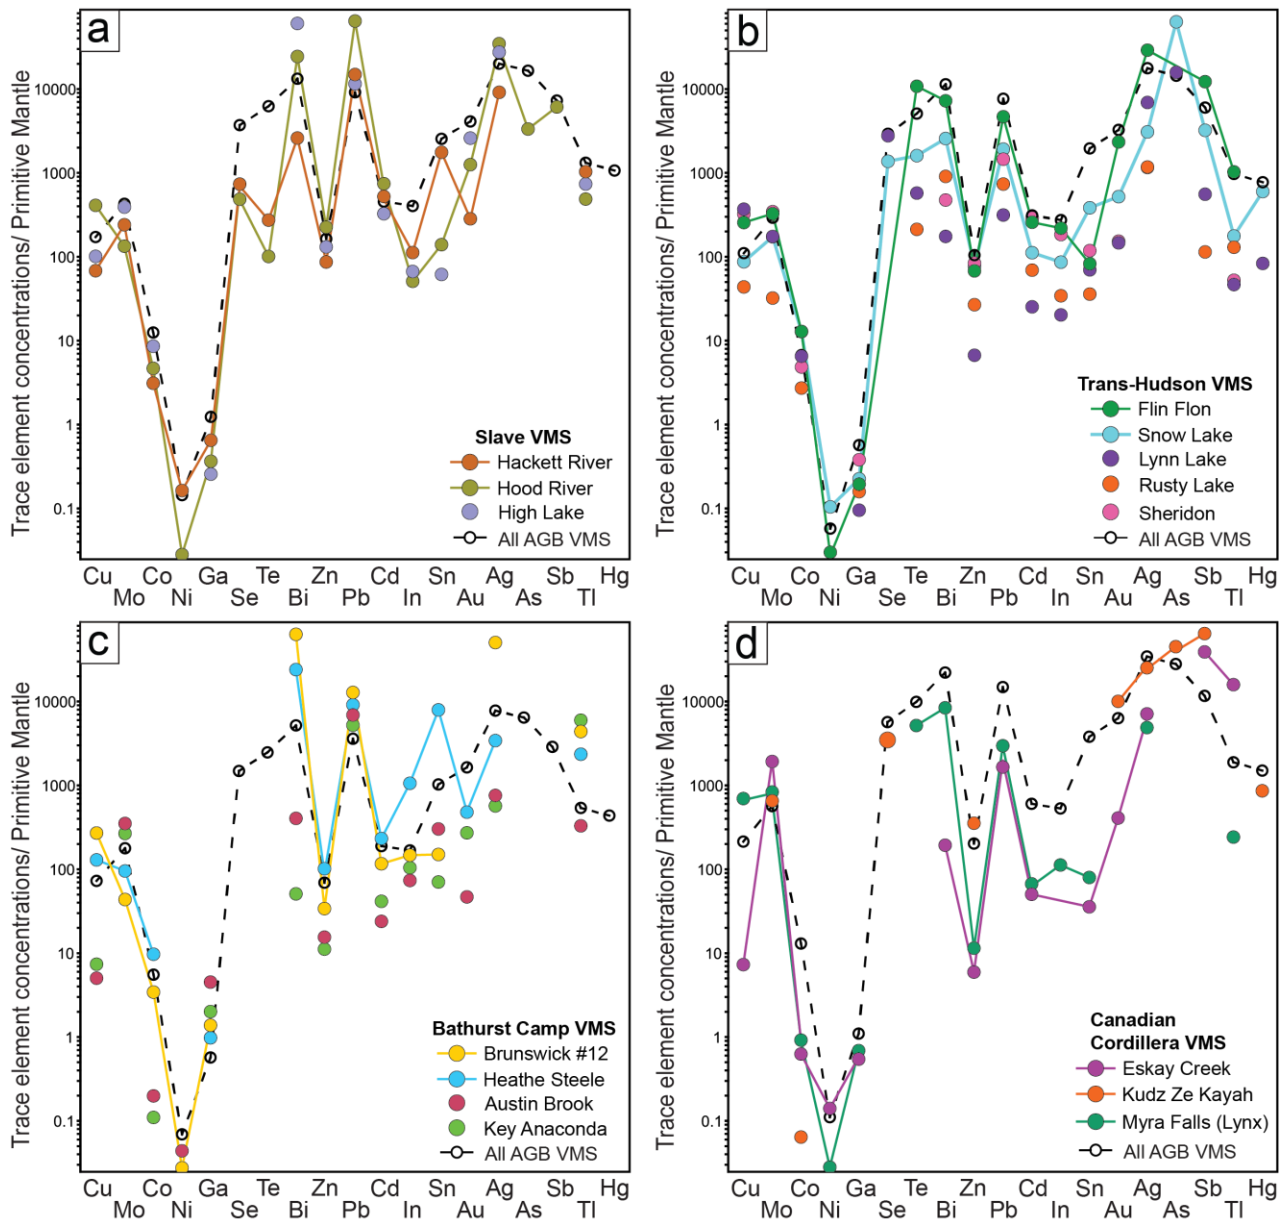 a
Trace element concentrations/ Primitive Mantle
10000
1000
100
10
1
0.1
Slave VMS
Hackett River
Hood River
High Lake
All AGB VMS
Cu Co Ga Te Zn Cd Sn Ag Sb Hg
Mo Ni Se Bi Pb In Au As Tl
b
Trace element concentrations/ Primitive Mantle
10000
1000
100
10
1
0.1
Trans-Hudson VMS
Flin Flon
Snow Lake
Lynn Lake
Rusty Lake
Sheridon
All AGB VMS
Cu Co Ga Te Zn Cd Sn Ag Sb Hg
Mo Ni Se Bi Pb In Au As Tl
c
Trace element concentrations/ Primitive Mantle
10000
1000
100
10
1
0.1
Bathurst Camp VMS
Brunswick #12
Heathe Steele
Austin Brook
Key Anaconda
All AGB VMS
Cu Co Ga Te Zn Cd Sn Ag Sb Hg
Mo Ni Se Bi Pb In Au As Tl
d
Trace element concentrations/ Primitive Mantle
10000
1000
100
10
1
0.1
Canadian
Cordillera VMS
Eskay Creek
Kudz Ze Kayah
Myra Falls (Lynx)
All AGB VMS
Cu Co Ga Te Zn Cd Sn Ag Sb Hg
Mo Ni Se Bi Pb In Au As Tl